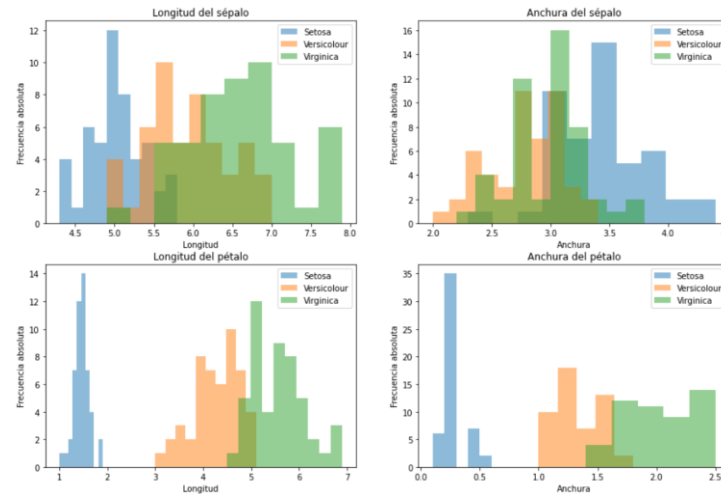 Longitud del sépalo
Frecuencia absoluta
12
10
8
6
4
2
0
4.5 5.0 5.5 6.0 6.5 7.0 7.5 8.0
Longitud
Setosa
Versicolour
Virginica
Anchura del sépalo
Frecuencia absoluta
16
14
12
10
8
6
4
2
0
2.0 2.5 3.0 3.5 4.0
Anchura
Setosa
Versicolour
Virginica
Longitud del pétalo
Frecuencia absoluta
14
12
10
8
6
4
2
0
1 2 3 4 5 6 7
Longitud
Setosa
Versicolour
Virginica
Anchura del pétalo
Frecuencia absoluta
35
30
25
20
15
10
5
0
0.0 0.5 1.0 1.5 2.0 2.5
Anchura
Setosa
Versicolour
Virginica